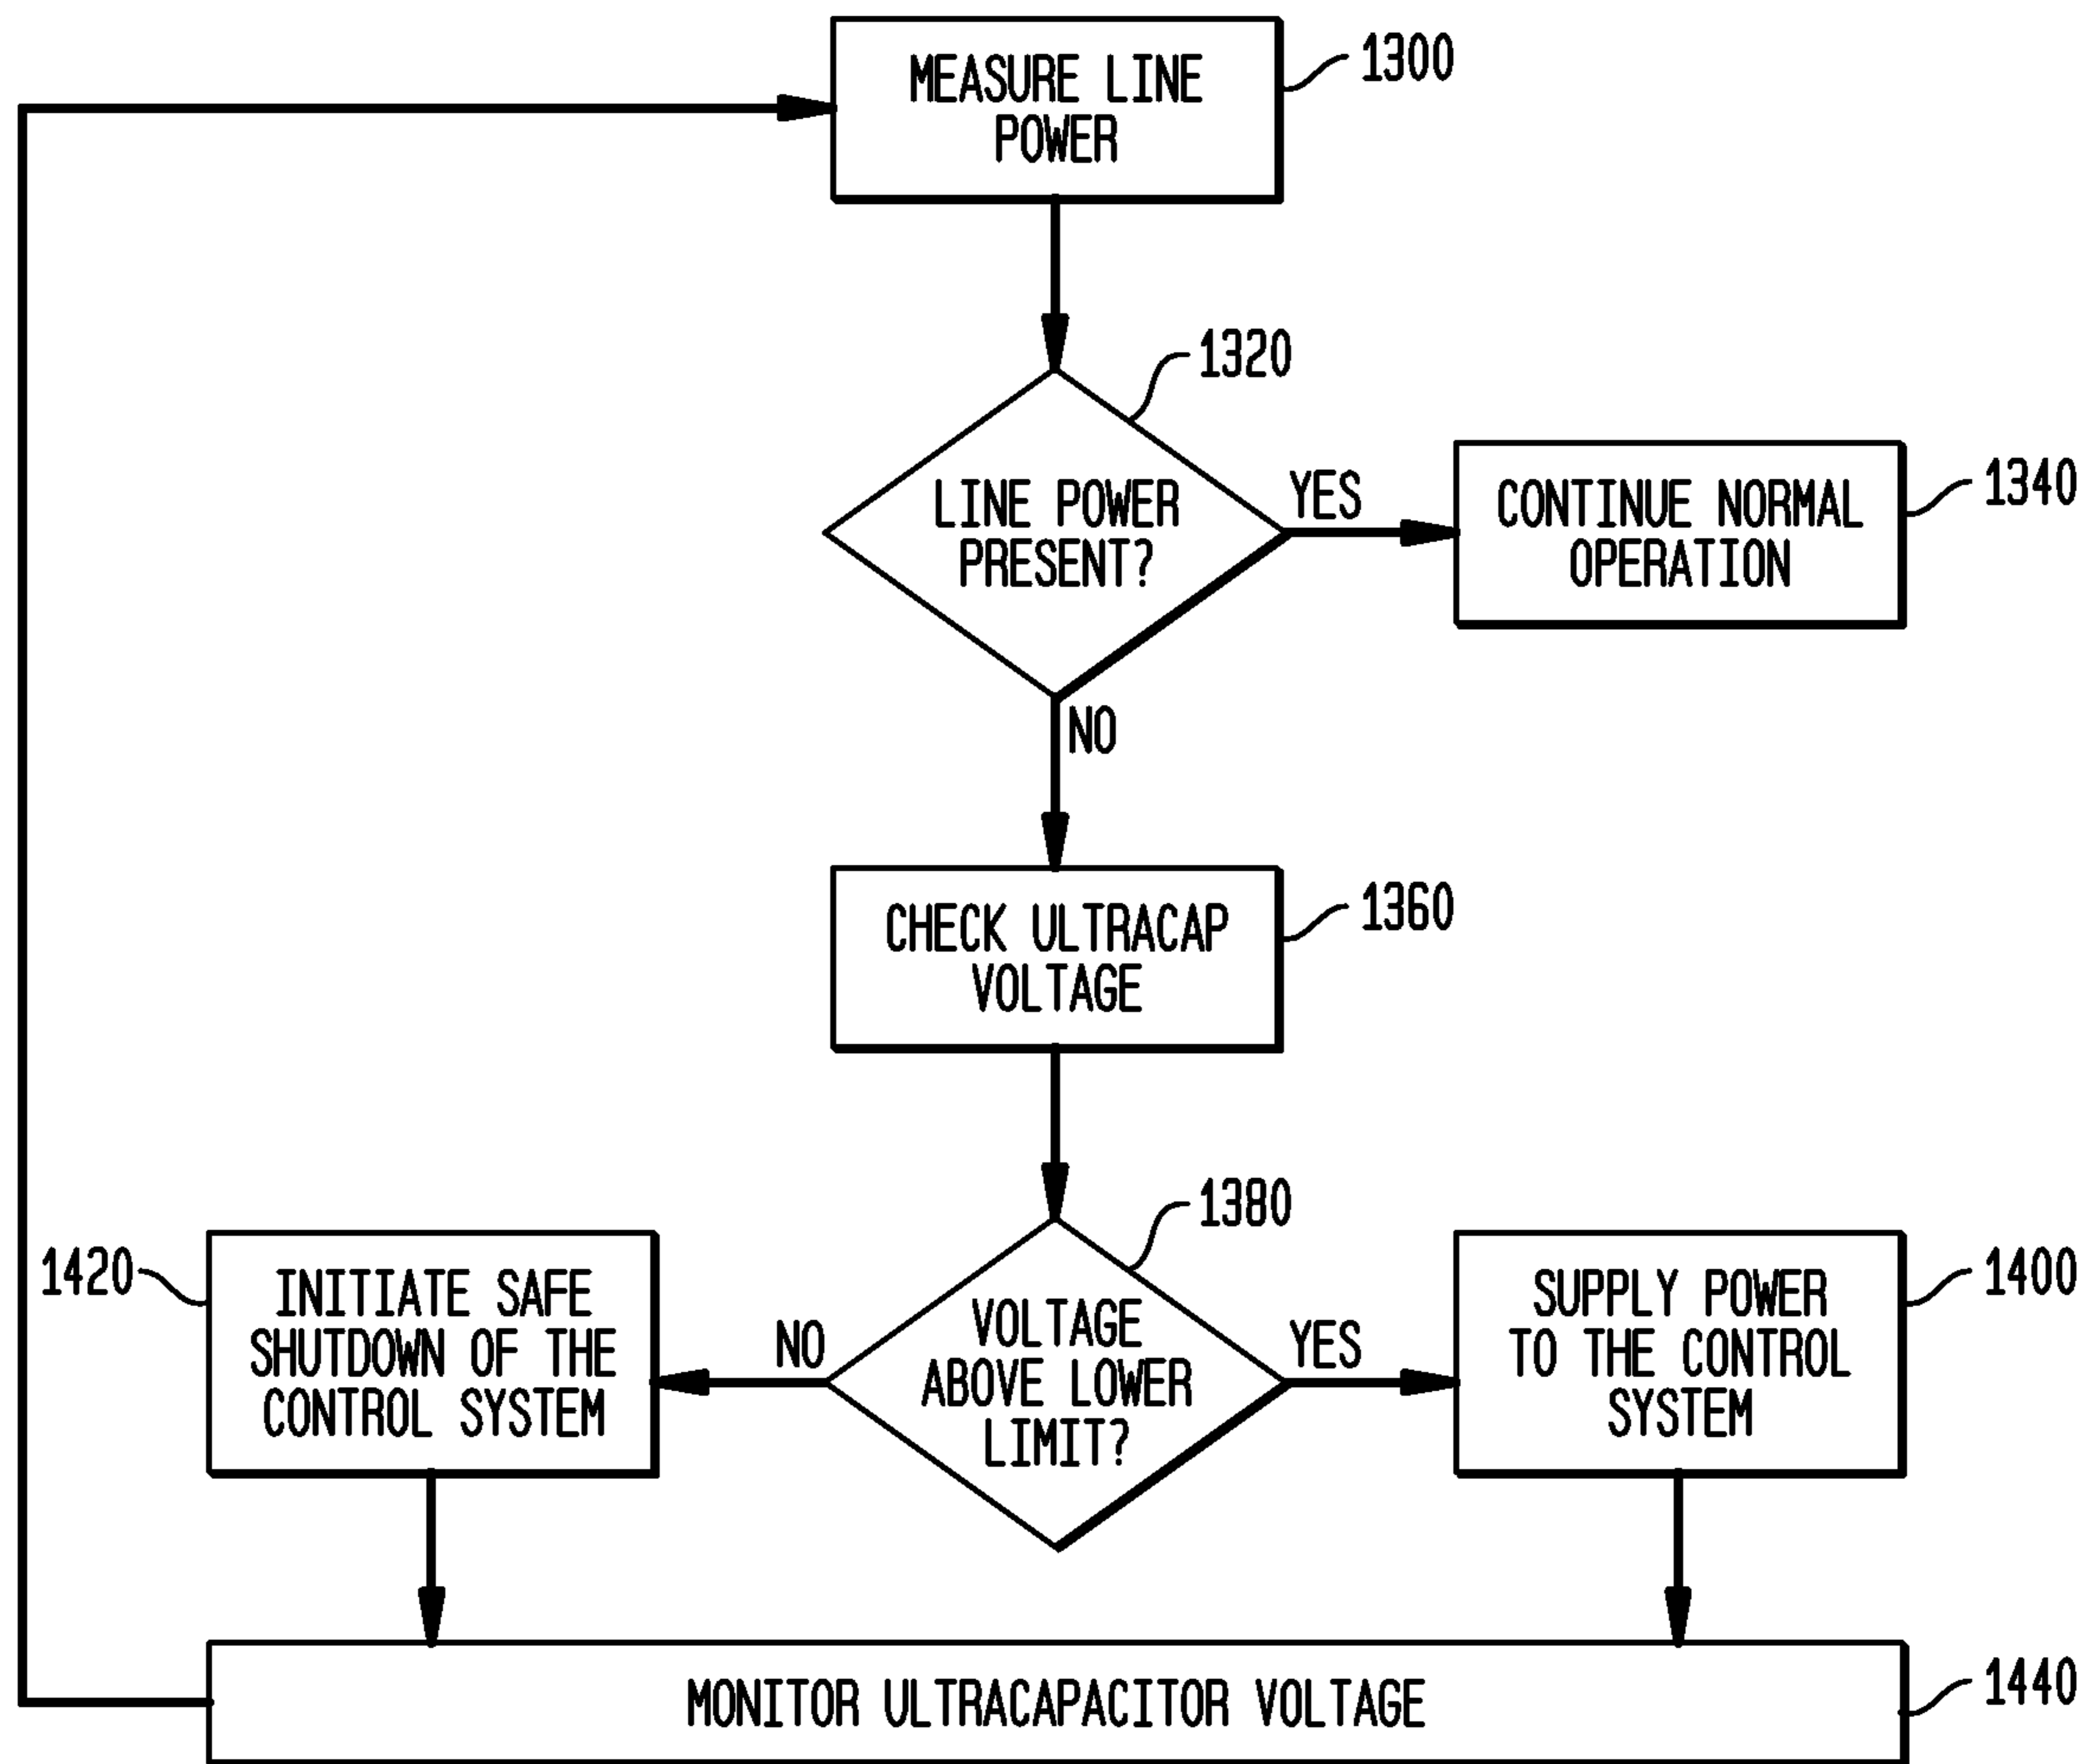 MEASURE LINE
POWER
1300
1320
LINE POWER
PRESENT?
YES
CONTINUE NORMAL
OPERATION
1340
NO
CHECK ULTRACAP
VOLTAGE
1360
1380
1420
INITIATE SAFE
SHUTDOWN OF THE
CONTROL SYSTEM
NO
VOLTAGE
ABOVE LOWER
LIMIT?
YES
SUPPLY POWER
TO THE CONTROL
SYSTEM
1400
MONITOR ULTRACAPACITOR VOLTAGE
1440